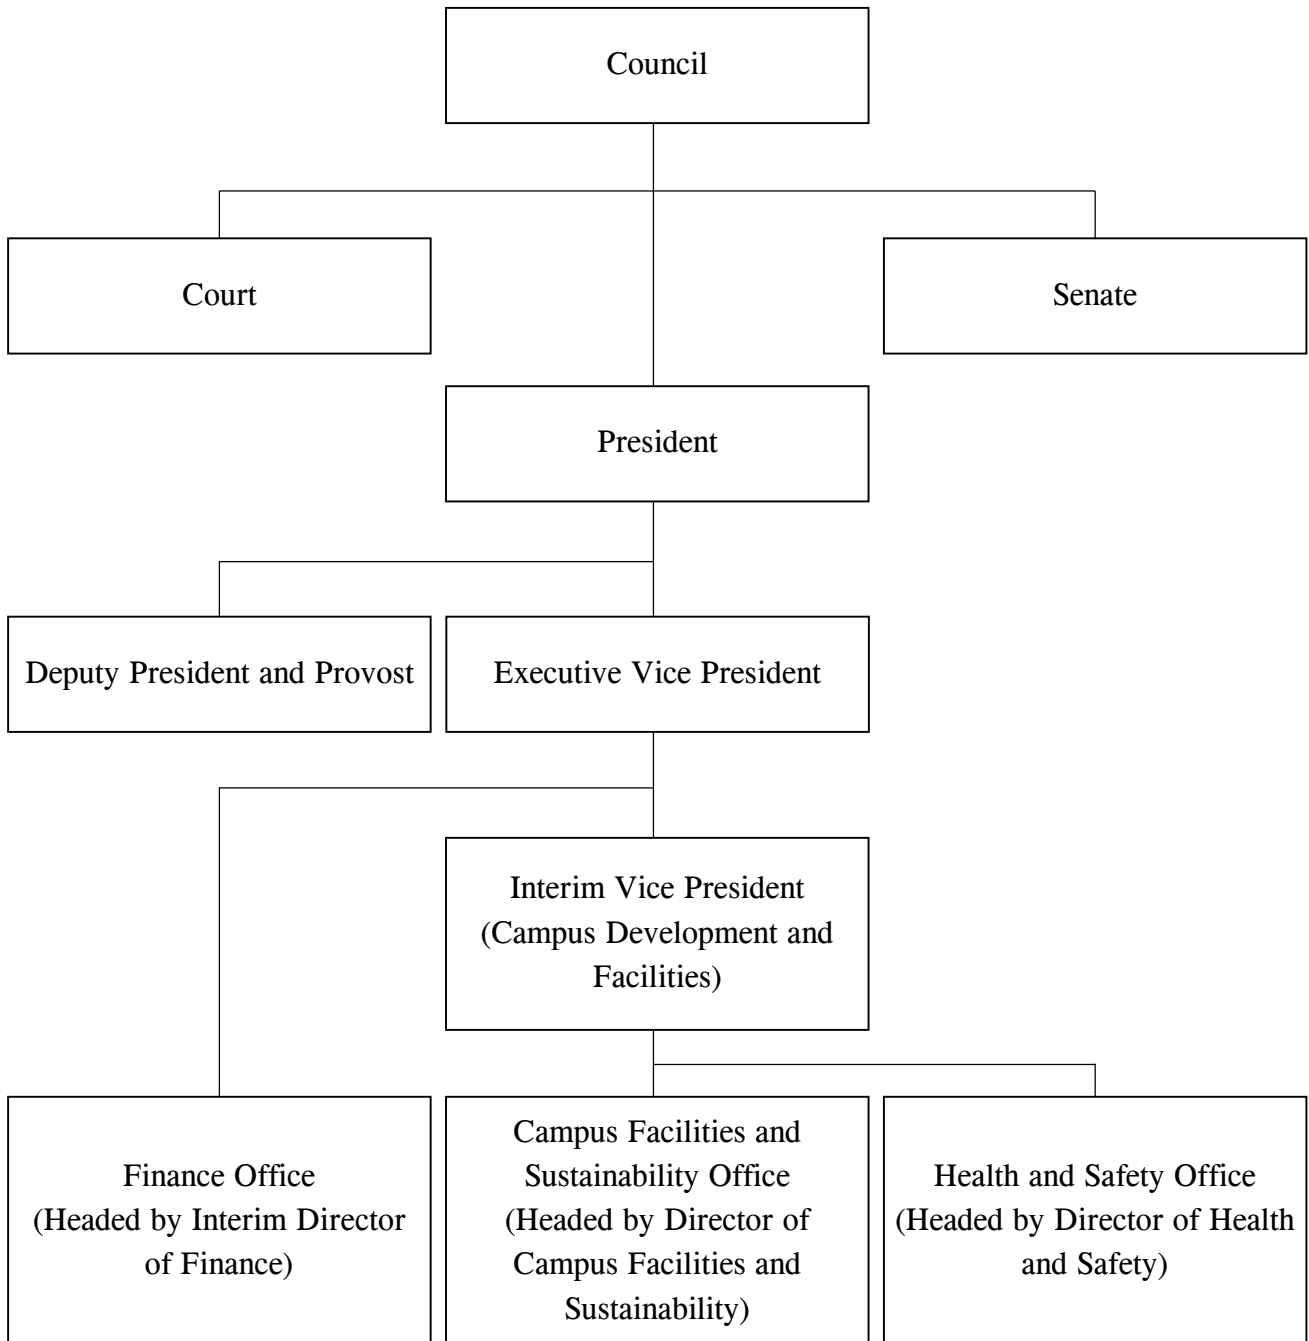 Council
Court
Senate
President
Deputy President and Provost
Executive Vice President
Interim Vice President
(Campus Development and
Facilities)
Finance Office
(Headed by Interim Director
of Finance)
Campus Facilities and
Sustainability Office
(Headed by Director of
Campus Facilities and
Sustainability)
Health and Safety Office
(Headed by Director of Health
and Safety)